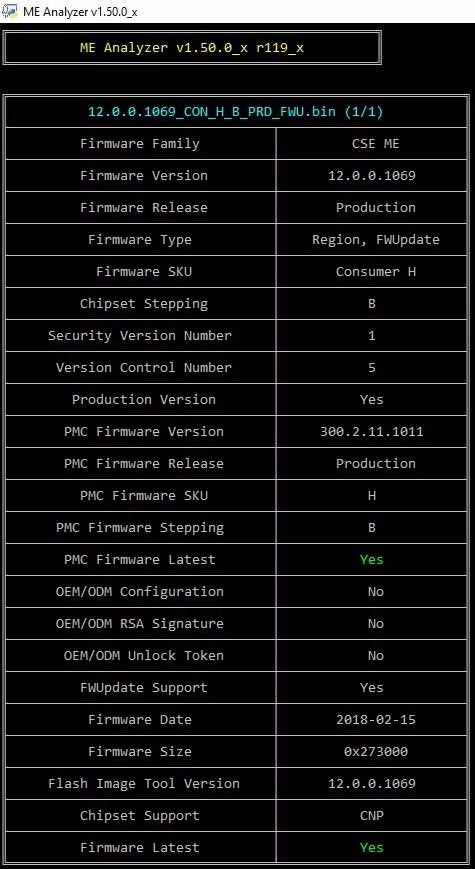 ME Analyzer v1.50.0_x
ME Analyzer v1.50.0_x r119_x
12.0.0.1069_CON_H_B_PRD_FWU.bin (1/1)
Firmware Family CSE ME
Firmware Version 12.0.0.1069
Firmware Release Production
Firmware Type Region, FWUpdate
Firmware SKU Consumer H
Chipset Stepping B
Security Version Number 1
Version Control Number 5
Production Version Yes
PMC Firmware Version 300.2.11.1011
PMC Firmware Release Production
PMC Firmware SKU H
PMC Firmware Stepping B
PMC Firmware Latest Yes
OEM/ODM Configuration No
OEM/ODM RSA Signature No
OEM/ODM Unlock Token No
FWUpdate Support Yes
Firmware Date 2018-02-15
Firmware Size 0x273000
Flash Image Tool Version 12.0.0.1069
Chipset Support CNP
Firmware Latest Yes